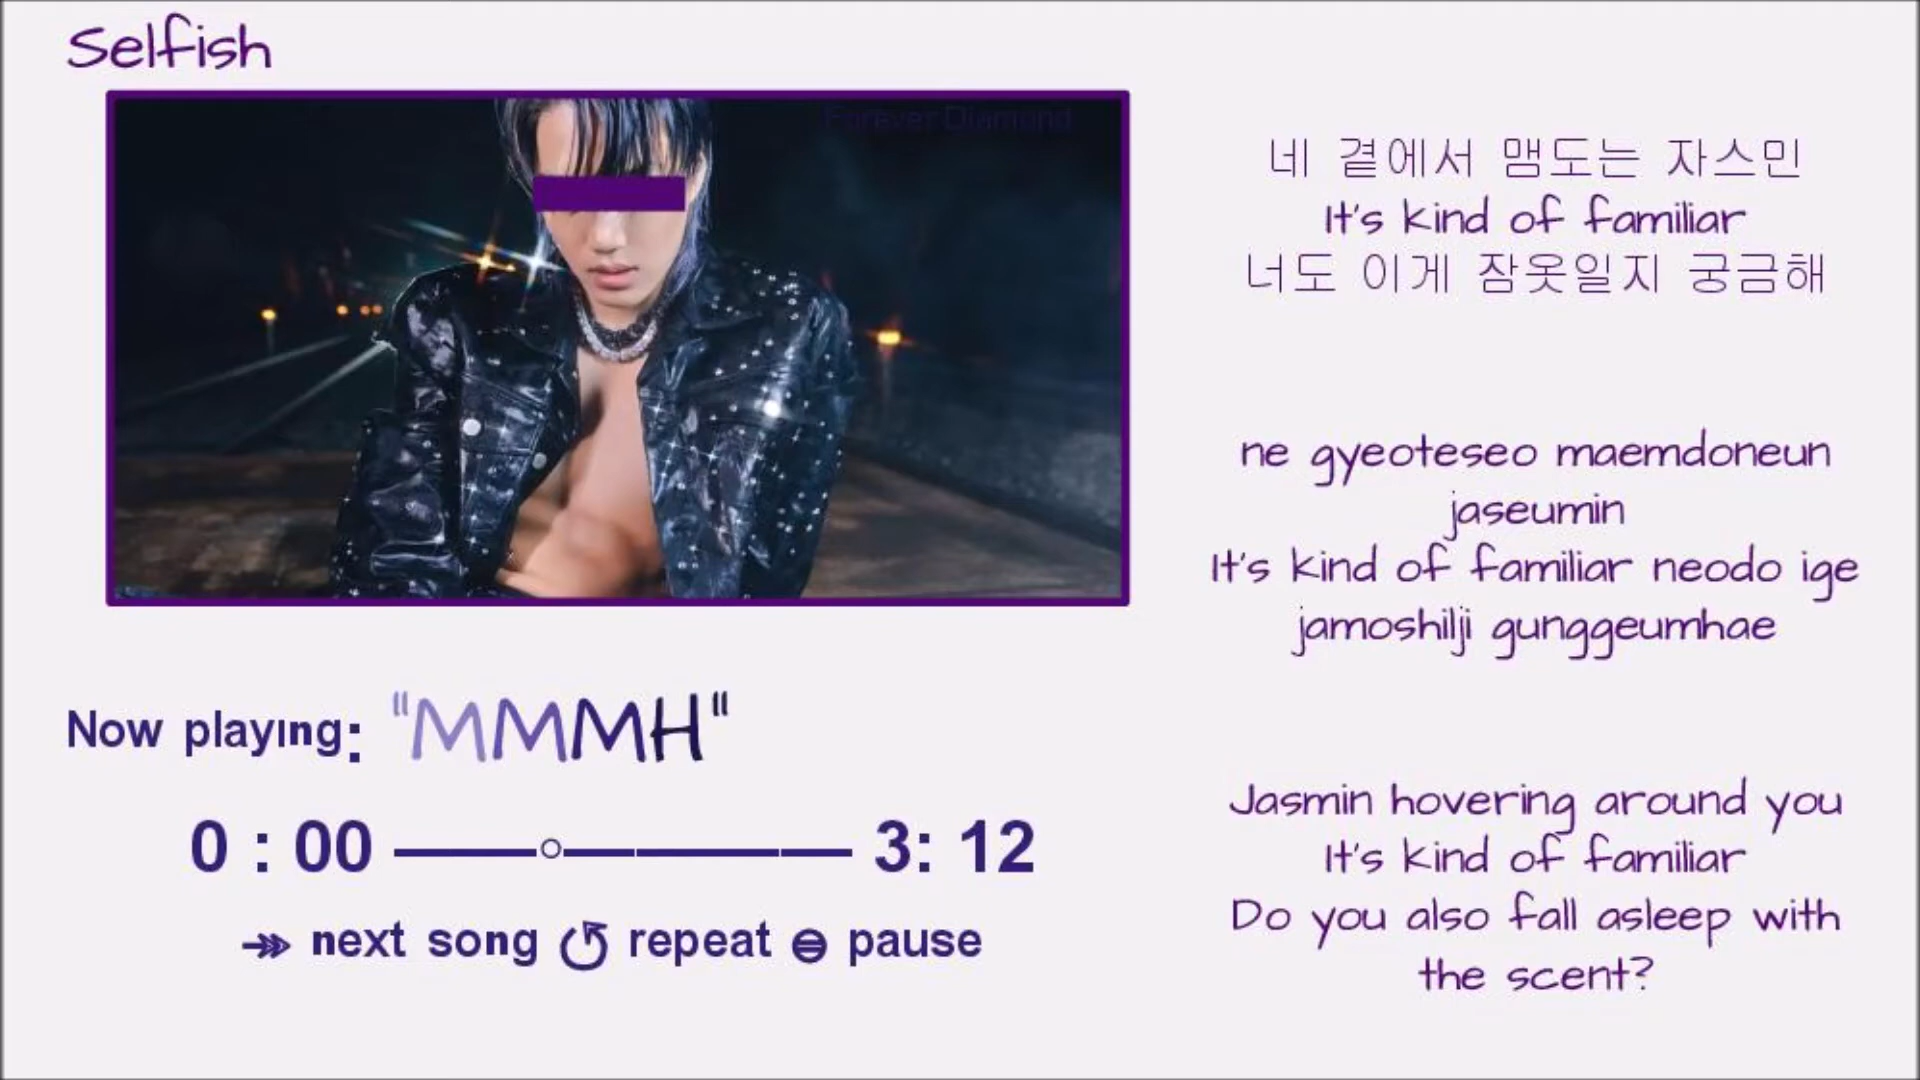 Selfish
Forever Diamond
네 곁에서 맴도는 자스민
It's kind of familiar
너도 이게 잠옷일지 궁금해
ne gyeoteseo maemdoneun
jaseumin
It's kind of familiar neodo ige
jamoshilji gunggeumhae
Jasmin hovering around you
It's kind of familiar
Do you also fall asleep with
the scent?
Now playıng: "MMMH"
0 : 00 3: 12
↠ next song ↺ repeat ⊖ pause